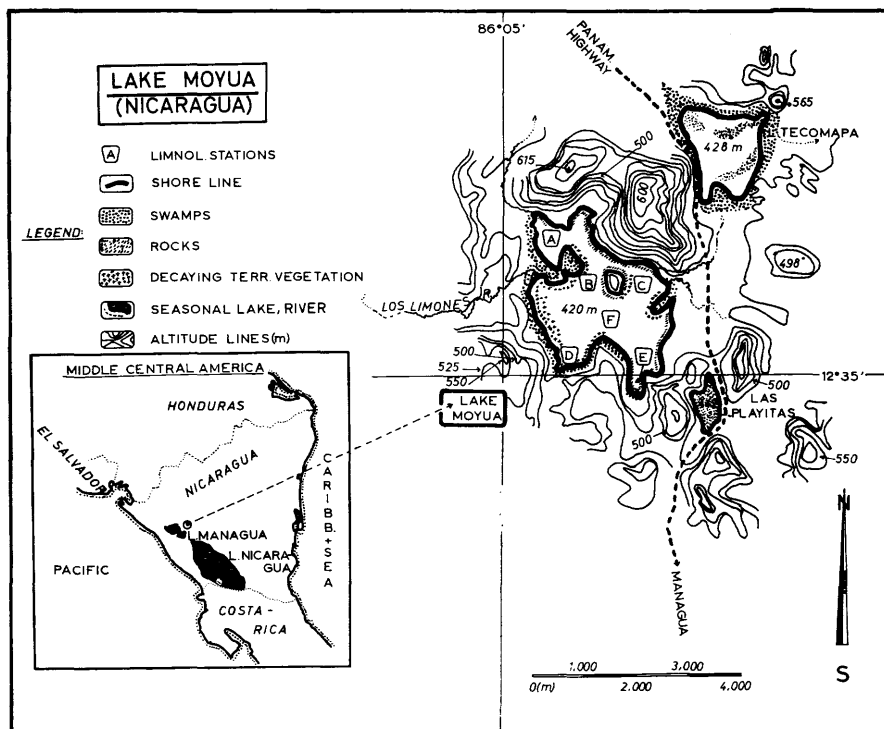 LAKE MOYUA
(NICARAGUA)
LEGEND:
A LIMNOL. STATIONS
SHORE LINE
SWAMPS
ROCKS
DECAYING TERR. VEGETATION
SEASONAL LAKE, RIVER
ALTITUDE LINES (m)
86°05'
PANAM.
HIGHWAY
565
428 m
TECOMAPA
500
615
600
A
498
B
C
LOS LIMONES
420 m
F
D
E
500
525
550
12°35'
500
LAS
PLAYITAS
LAKE
MOYUA
500
550
MANAGUA
N
S
1.000
3.000
0(m)
2.000
4.000
MIDDLE CENTRAL AMERICA
HONDURAS
EL SALVADOR
NICARAGUA
CARIBB. SEA
L.MANAGUA
L.NICARA-
GUA
PACIFIC
COSTA-
RICA